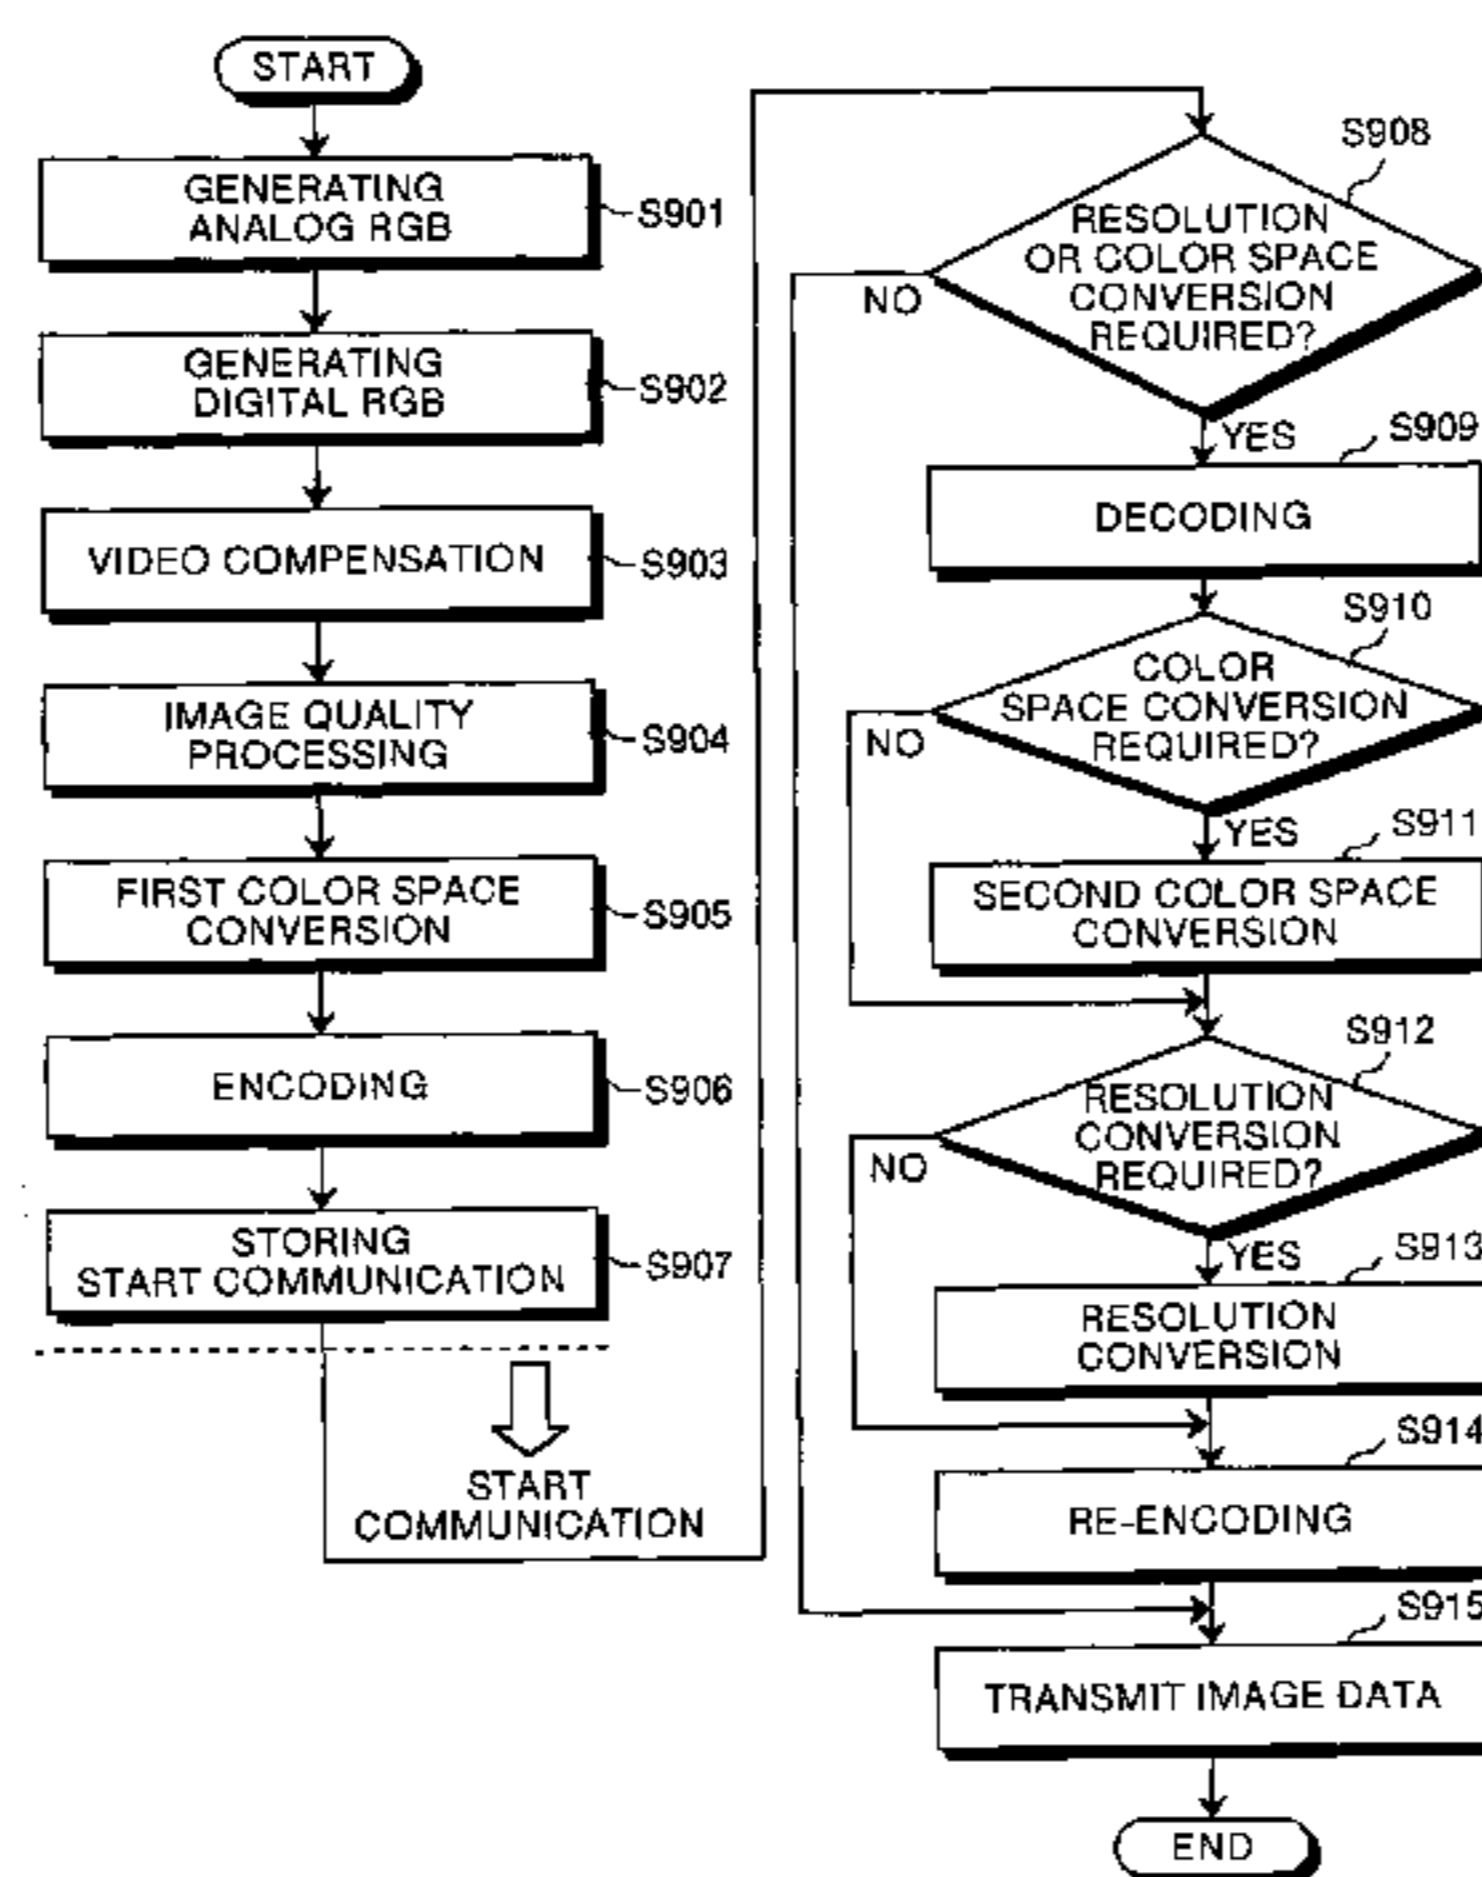 START
GENERATING
ANALOG RGB
S901
GENERATING
DIGITAL RGB
S902
VIDEO COMPENSATION
S903
IMAGE QUALITY
PROCESSING
S904
FIRST COLOR SPACE
CONVERSION
S905
ENCODING
S906
STORING
START COMMUNICATION
S907
START
COMMUNICATION
S908
RESOLUTION
OR COLOR SPACE
CONVERSION
REQUIRED?
NO
YES
S909
DECODING
S910
COLOR
SPACE CONVERSION
REQUIRED?
NO
YES
S911
SECOND COLOR SPACE
CONVERSION
S912
RESOLUTION
CONVERSION
REQUIRED?
NO
YES
S913
RESOLUTION
CONVERSION
S914
RE-ENCODING
S915
TRANSMIT IMAGE DATA
END